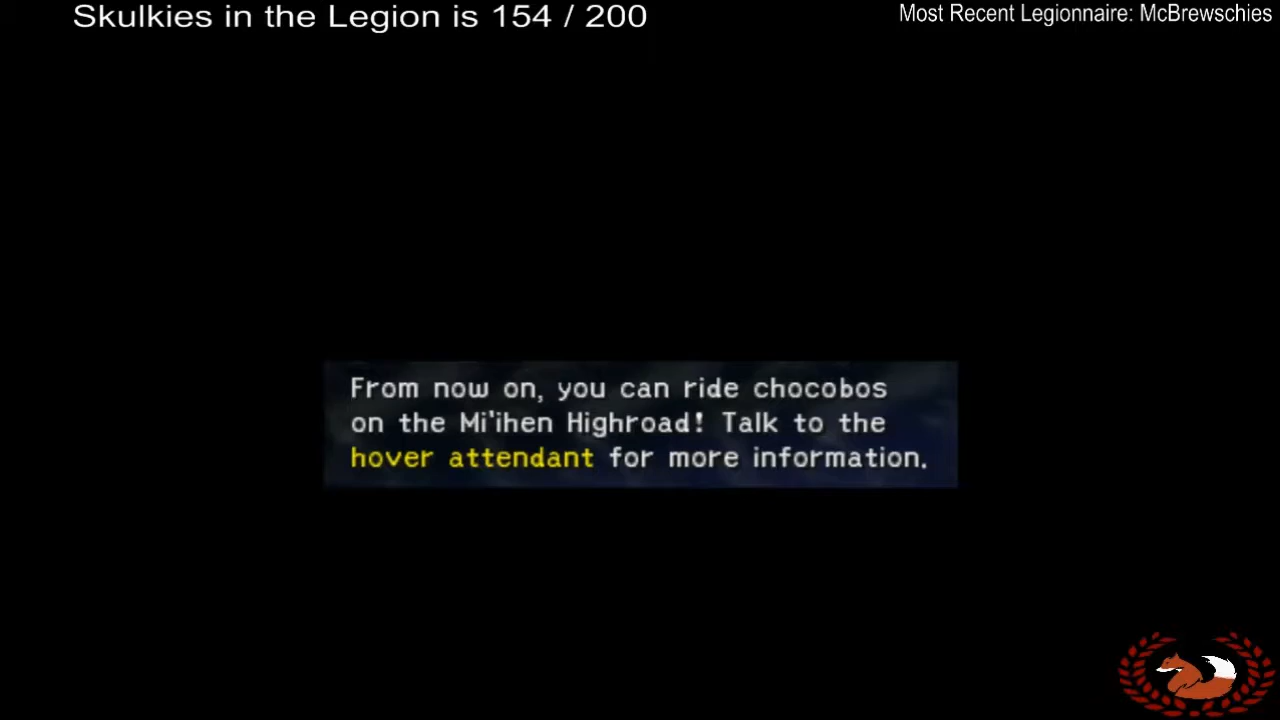 Skulkies in the Legion is 154 / 200
Most Recent Legionnaire: McBrewschies
From now on, you can ride chocobos
on the Mi'ihen Highroad! Talk to the
hover attendant for more information.